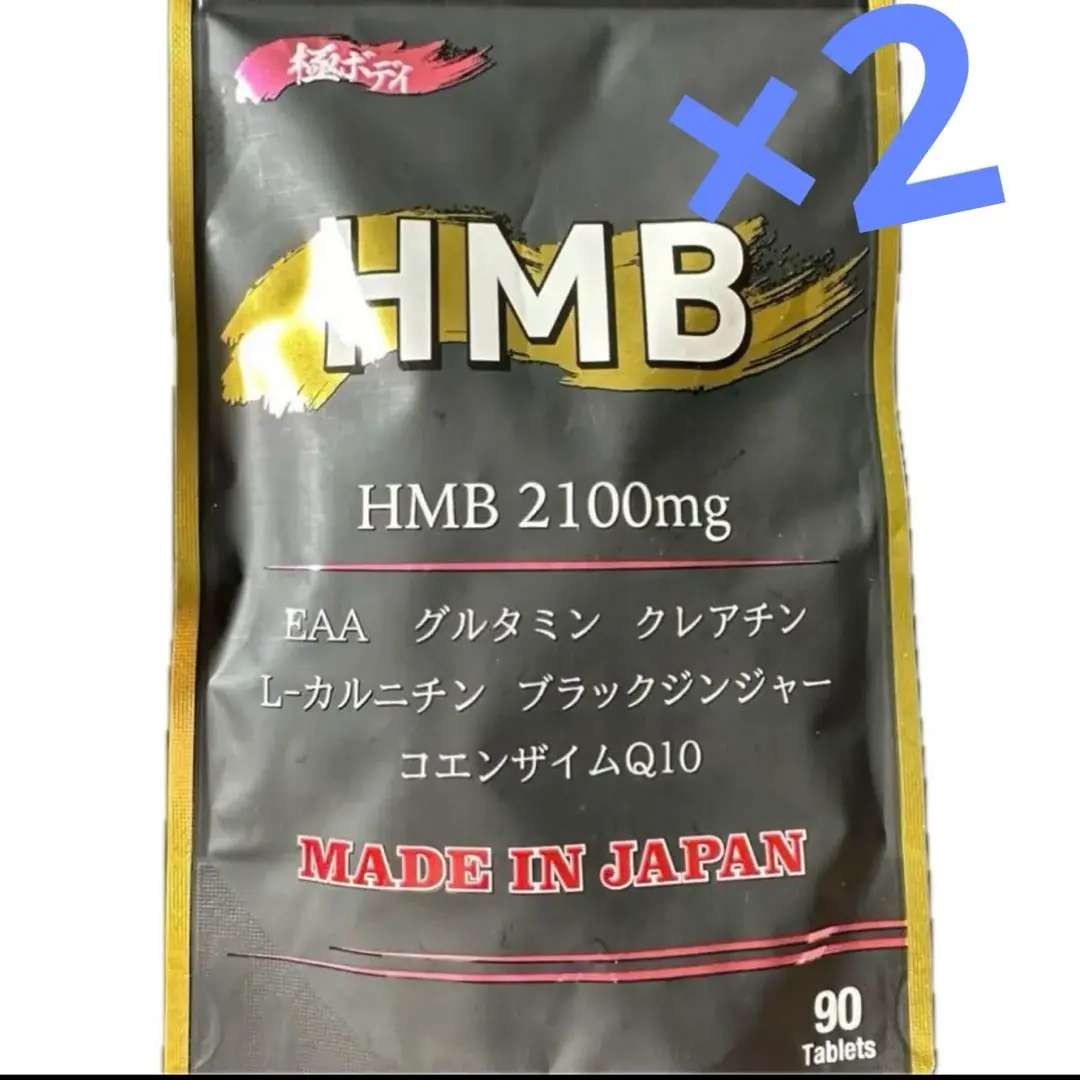 極ボディ
×2
HMB
HMB 2100mg
EAA グルタミン クレアチン
L-カルニチン ブラックジンジャー
コエンザイムQ10
MADE IN JAPAN
90
Tablets